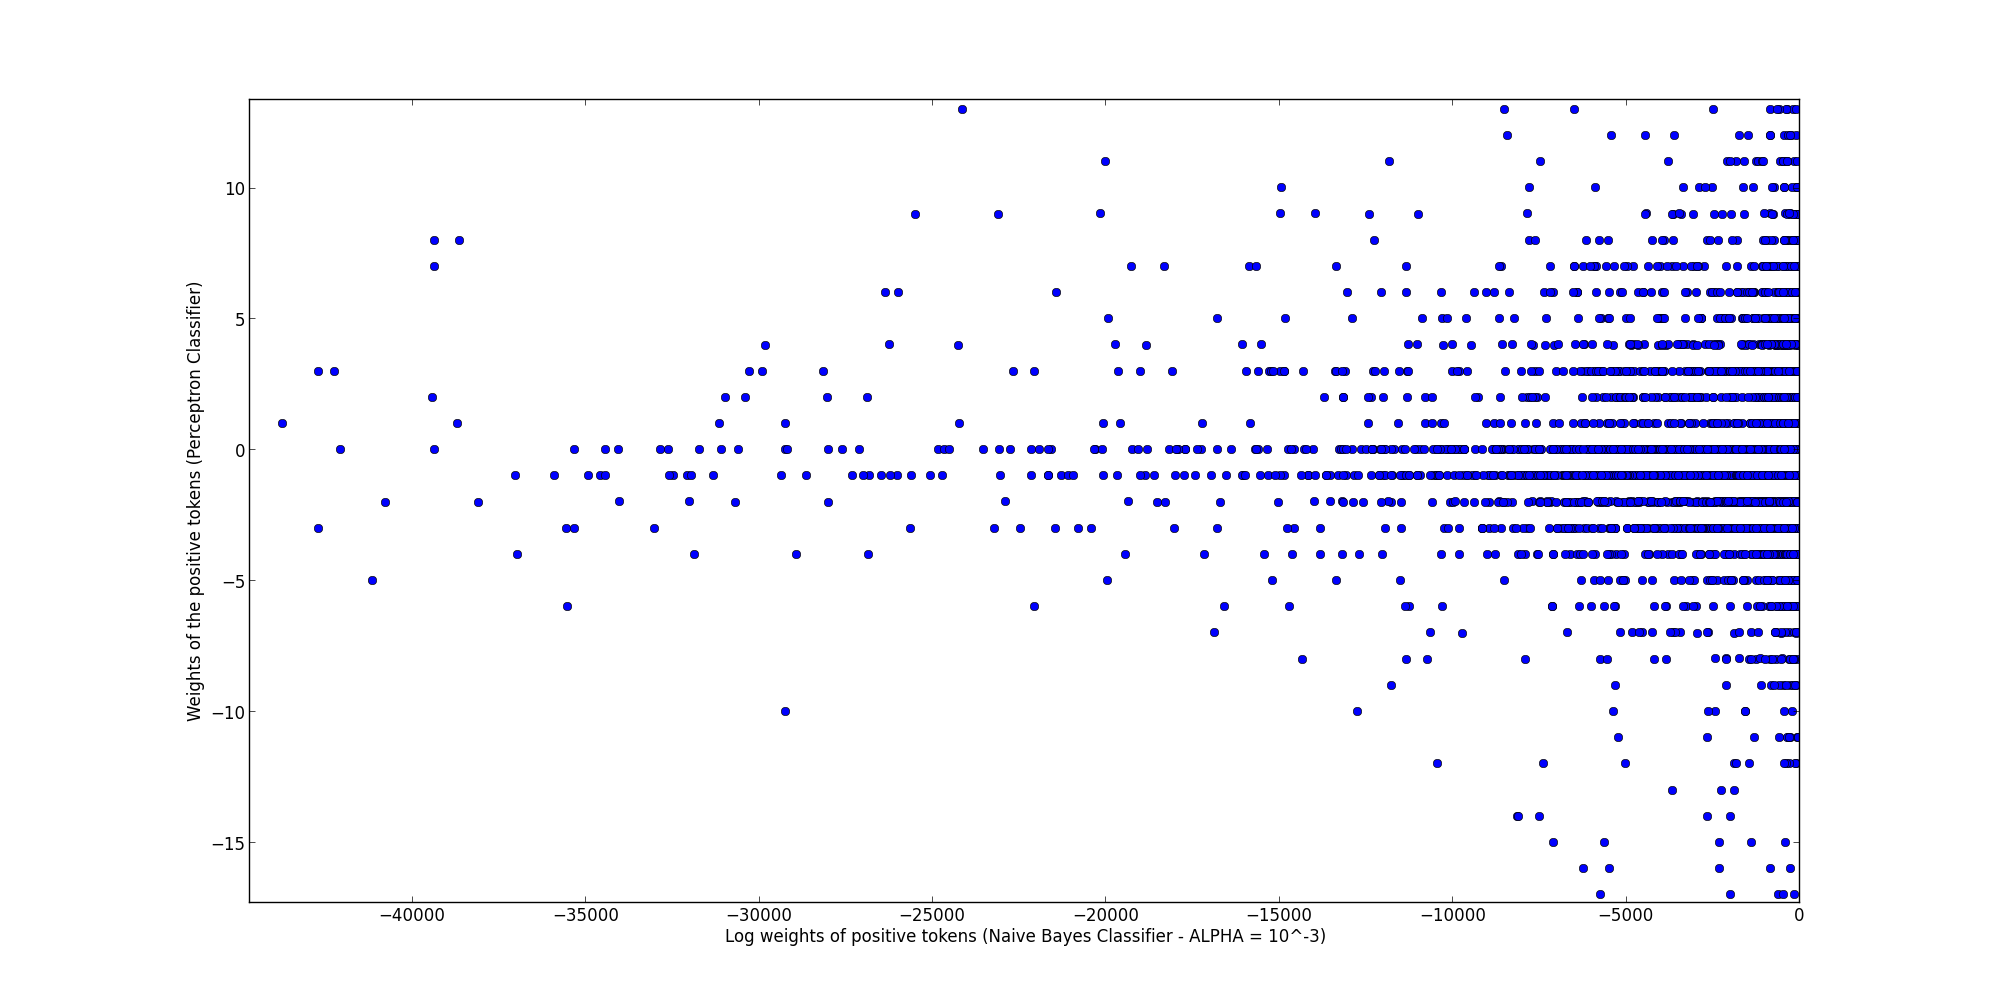 10
5
0
−5
−10
−15
Weights of the positive tokens (Perceptron Classifier)
−40000 −35000 −30000 −25000 −20000 −15000 −10000 −5000 0
Log weights of positive tokens (Naive Bayes Classifier - ALPHA = 10^-3)